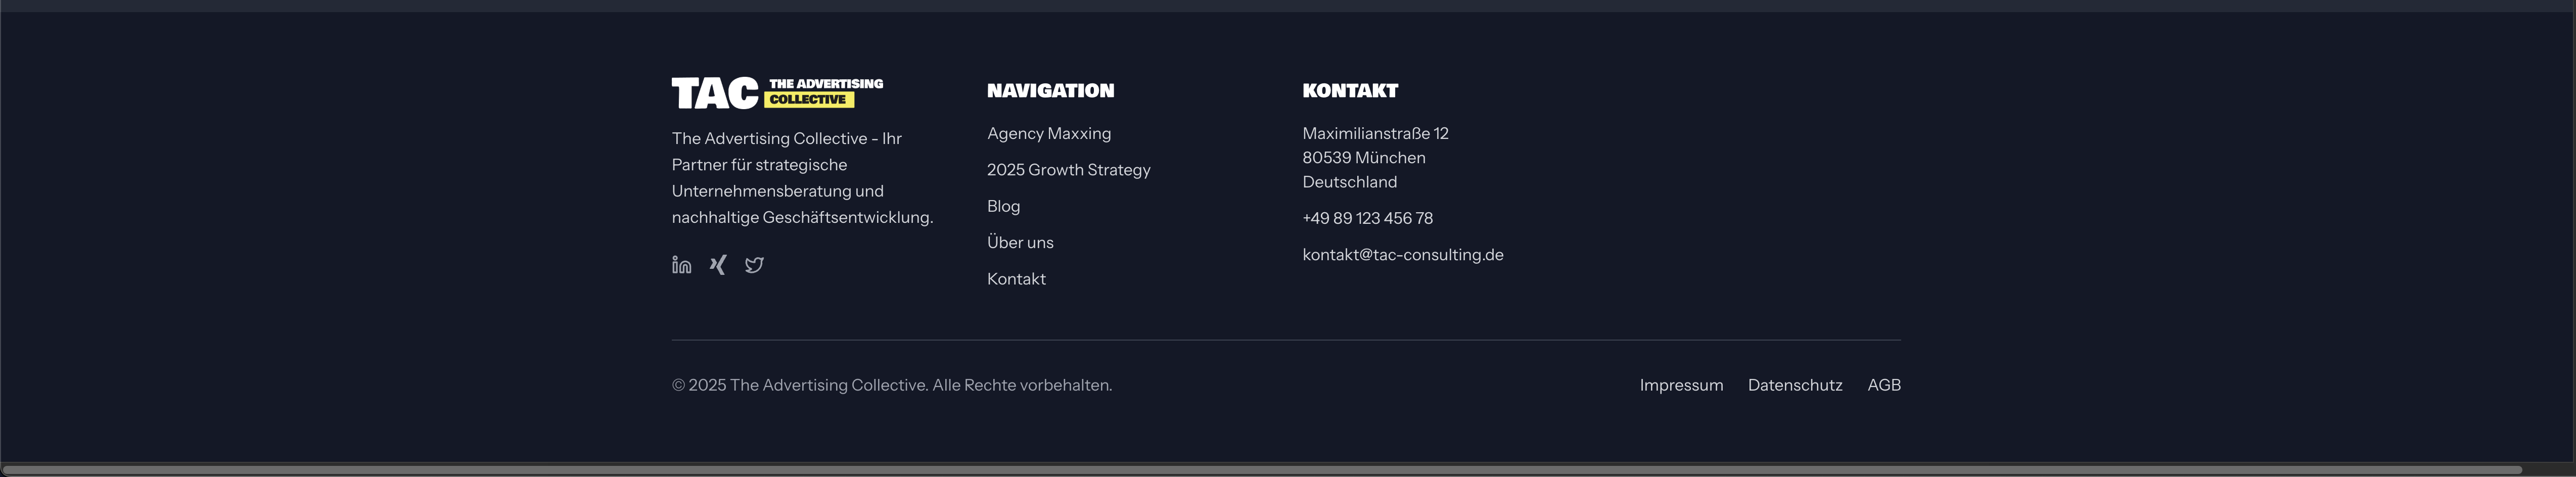 TAC THE ADVERTISING
COLLECTIVE
The Advertising Collective - Ihr
Partner für strategische
Unternehmensberatung und
nachhaltige Geschäftsentwicklung.
in
NAVIGATION
Agency Maxxing
2025 Growth Strategy
Blog
Über uns
Kontakt
KONTAKT
Maximilianstraße 12
80539 München
Deutschland
+49 89 123 456 78
kontakt@tac-consulting.de
© 2025 The Advertising Collective. Alle Rechte vorbehalten.
Impressum Datenschutz AGB